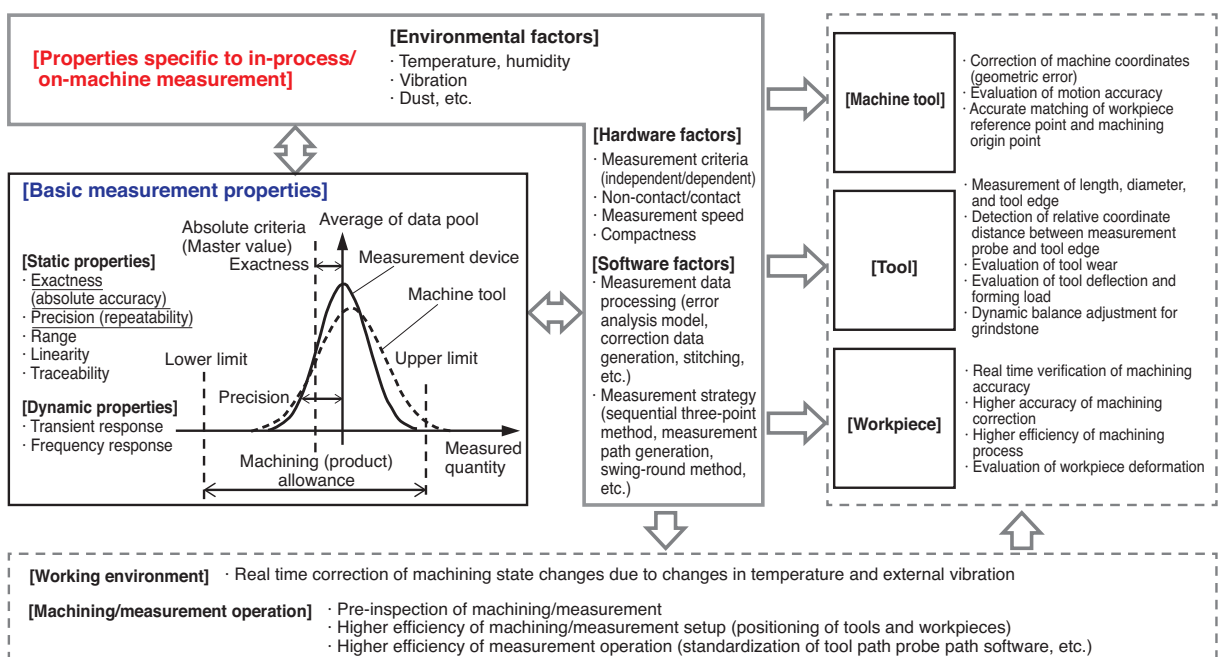 [Properties specific to in-process/
on-machine measurement]
[Environmental factors]
· Temperature, humidity
· Vibration
· Dust, etc.
[Hardware factors]
· Measurement criteria
(independent/dependent)
· Non-contact/contact
· Measurement speed
· Compactness
[Software factors]
· Measurement data
processing (error
analysis model,
correction data
generation, stitching,
etc.)
· Measurement strategy
(sequential three-point
method, measurement
path generation,
swing-round method,
etc.)
[Basic measurement properties]
[Static properties]
· Exactness
(absolute accuracy)
· Precision (repeatability)
· Range
· Linearity
· Traceability
[Dynamic properties]
· Transient response
· Frequency response
Absolute criteria
(Master value)
Exactness
Average of data pool
Measurement device
Machine tool
Lower limit
Upper limit
Precision
Machining (product)
allowance
Measured
quantity
[Machine tool]
· Correction of machine coordinates
(geometric error)
· Evaluation of motion accuracy
· Accurate matching of workpiece
reference point and machining
origin point
[Tool]
· Measurement of length, diameter,
and tool edge
· Detection of relative coordinate
distance between measurement
probe and tool edge
· Evaluation of tool wear
· Evaluation of tool deflection and
forming load
· Dynamic balance adjustment for
grindstone
[Workpiece]
· Real time verification of machining
accuracy
· Higher accuracy of machining
correction
· Higher efficiency of machining
process
· Evaluation of workpiece deformation
[Working environment] · Real time correction of machining state changes due to changes in temperature and external vibration
[Machining/measurement operation] · Pre-inspection of machining/measurement
· Higher efficiency of machining/measurement setup (positioning of tools and workpieces)
· Higher efficiency of measurement operation (standardization of tool path probe path software, etc.)